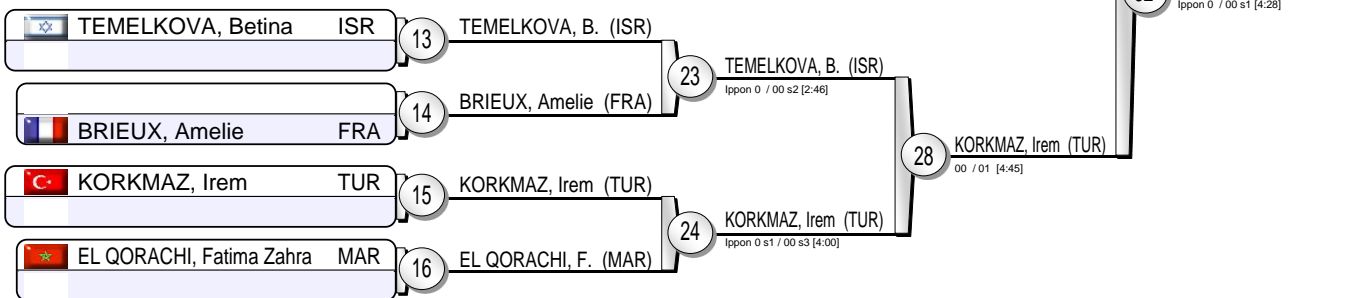 Ippon 0 / 00 s1 [4:28]
TEMELKOVA, Betina ISR
13
TEMELKOVA, B. (ISR)
23
TEMELKOVA, B. (ISR)
Ippon 0 / 00 s2 [2:46]
14
BRIEUX, Amelie (FRA)
BRIEUX, Amelie FRA
28
KORKMAZ, Irem (TUR)
00 / 01 [4:45]
KORKMAZ, Irem TUR
15
KORKMAZ, Irem (TUR)
24
KORKMAZ, Irem (TUR)
Ippon 0 s1 / 00 s3 [4:00]
EL QORACHI, Fatima Zahra MAR
16
EL QORACHI, F. (MAR)